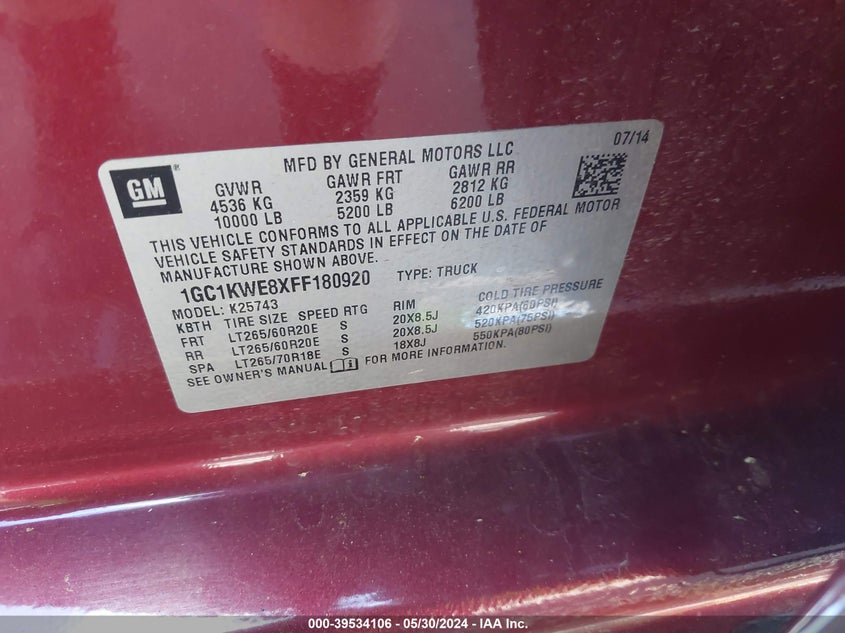 07/14
GM
MFD BY GENERAL MOTORS LLC
GVWR GAWR FRT GAWR RR
4536 KG 2359 KG 2812 KG
10000 LB 5200 LB 6200 LB
THIS VEHICLE CONFORMS TO ALL APPLICABLE U.S. FEDERAL MOTOR
VEHICLE SAFETY STANDARDS IN EFFECT ON THE DATE OF
MANUFACTURE SHOWN ABOVE.
1GC1KWE8XFF180920 TYPE: TRUCK
MODEL: K25743
KBTH TIRE SIZE SPEED RTG RIM COLD TIRE PRESSURE
FRT LT265/60R20E S 20X8.5J 420KPA(60PSI)
RR LT265/60R20E S 20X8.5J 520KPA(75PSI)
SPA LT265/70R18E S 18X8J 550KPA(80PSI)
SEE OWNER'S MANUAL FOR MORE INFORMATION.
000-39534106 - 05/30/2024 - IAA Inc.